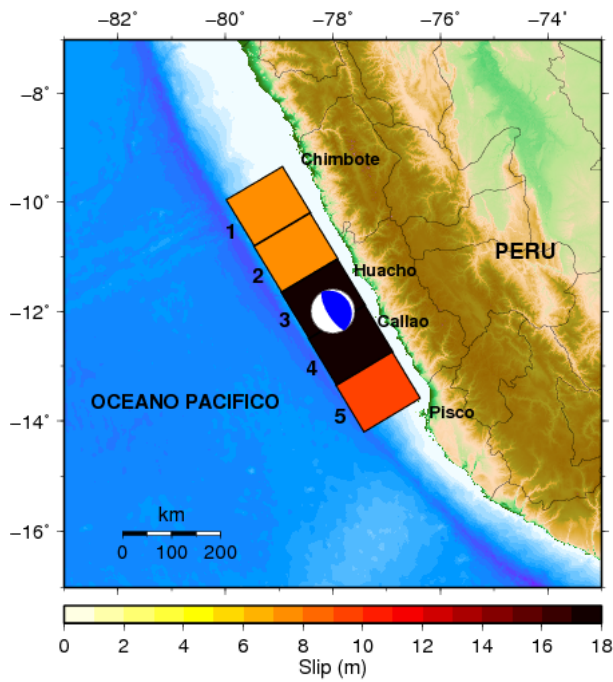 −82° −80° −78° −76° −74°
−8°
Chimbote
−10°
1
PERU
2
Huacho
−12°
3
Callao
4
OCEANO PACIFICO
−14°
5
Pisco
km
−16°
0 100 200
0 2 4 6 8 10 12 14 16 18
Slip (m)